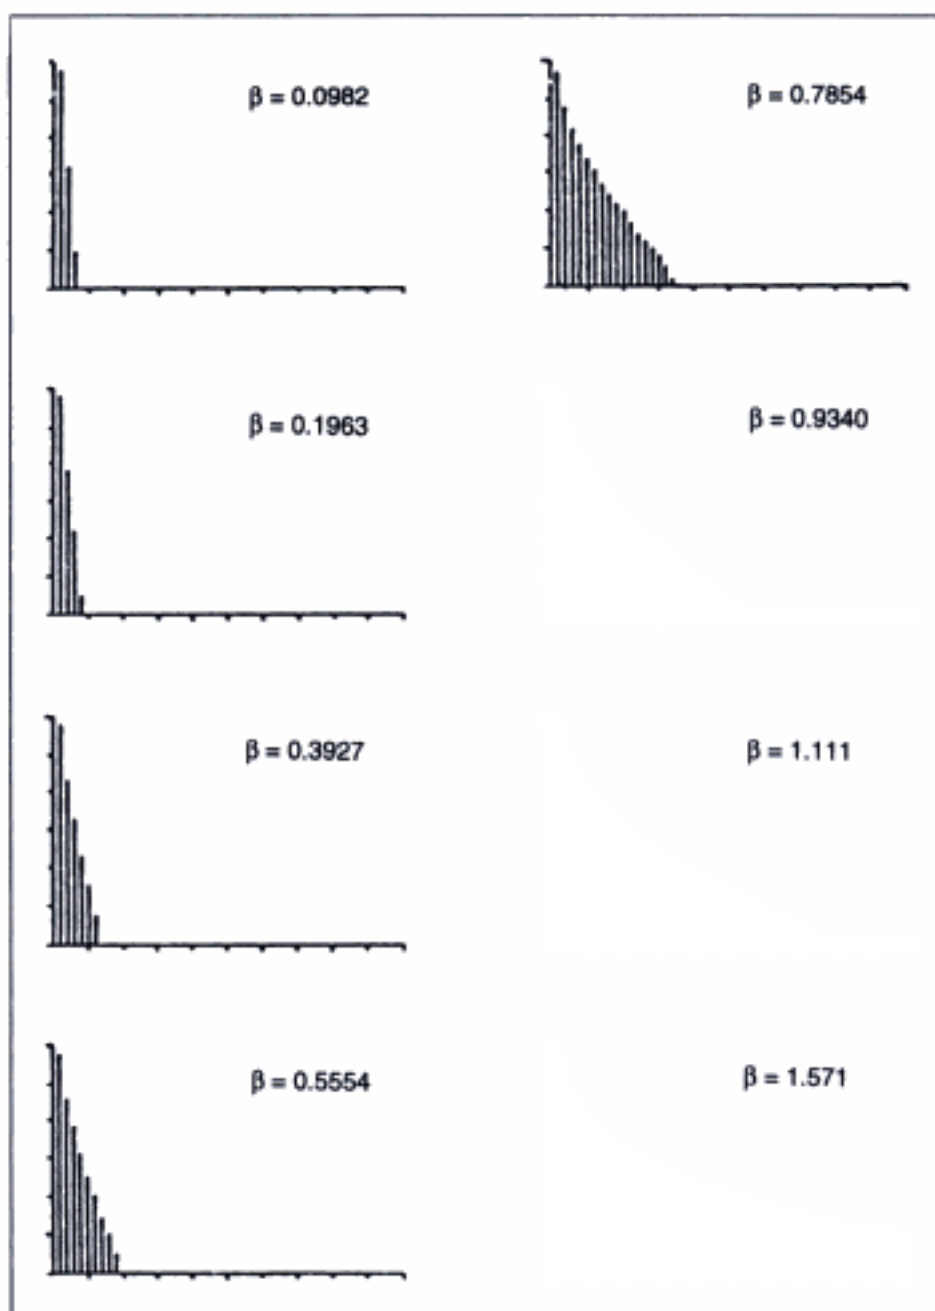 β = 0.0982
β = 0.7854
β = 0.1963
β = 0.9340
β = 0.3927
β = 1.111
β = 0.5554
β = 1.571